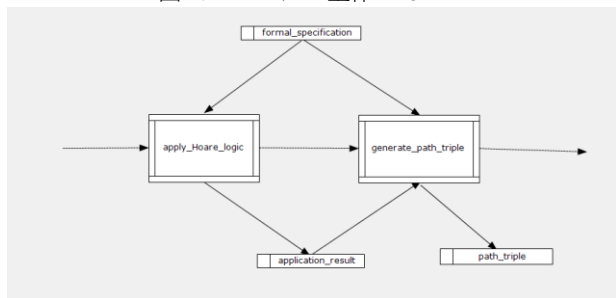 formal_specification
apply_Hoare_logic
generate_path_triple
application_result
path_triple